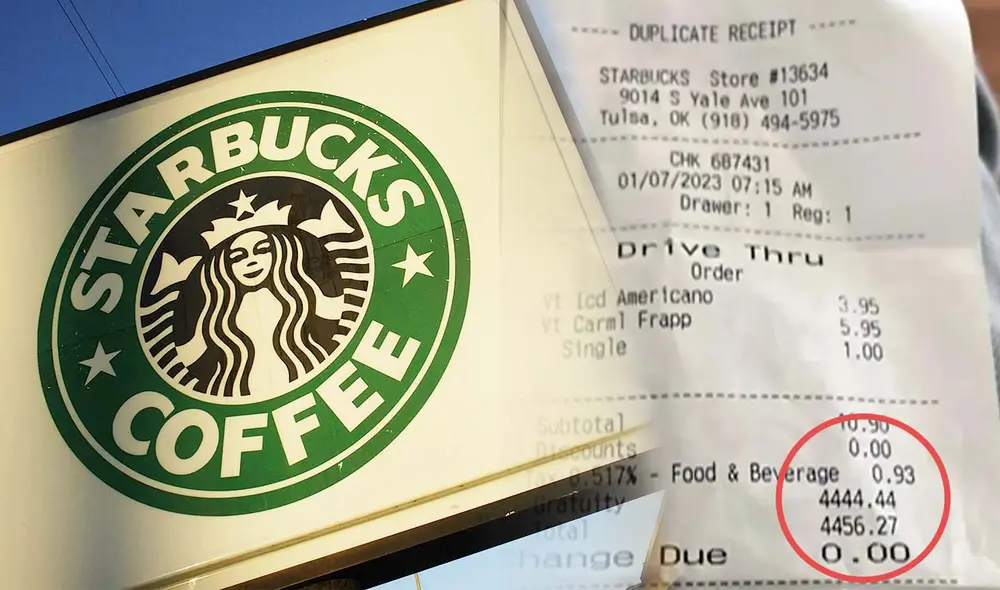 STARBUCKS
COFFEE
----- DUPLICATE RECEIPT -----
STARBUCKS Store #13634
9014 S Yale Ave 101
Tulsa, OK (918) 494-5975
CHK 687431
01/07/2023 07:15 AM
Drawer: 1 Reg: 1
Drive Thru
Order
Vt Icd Americano 3.95
Vt Carml Frapp 5.95
Single 1.00
Subtotal 10.90
Discounts 0.00
Tax 8.517% - Food & Beverage 0.93
Gratuity 4444.44
Total 4456.27
Change Due 0.00